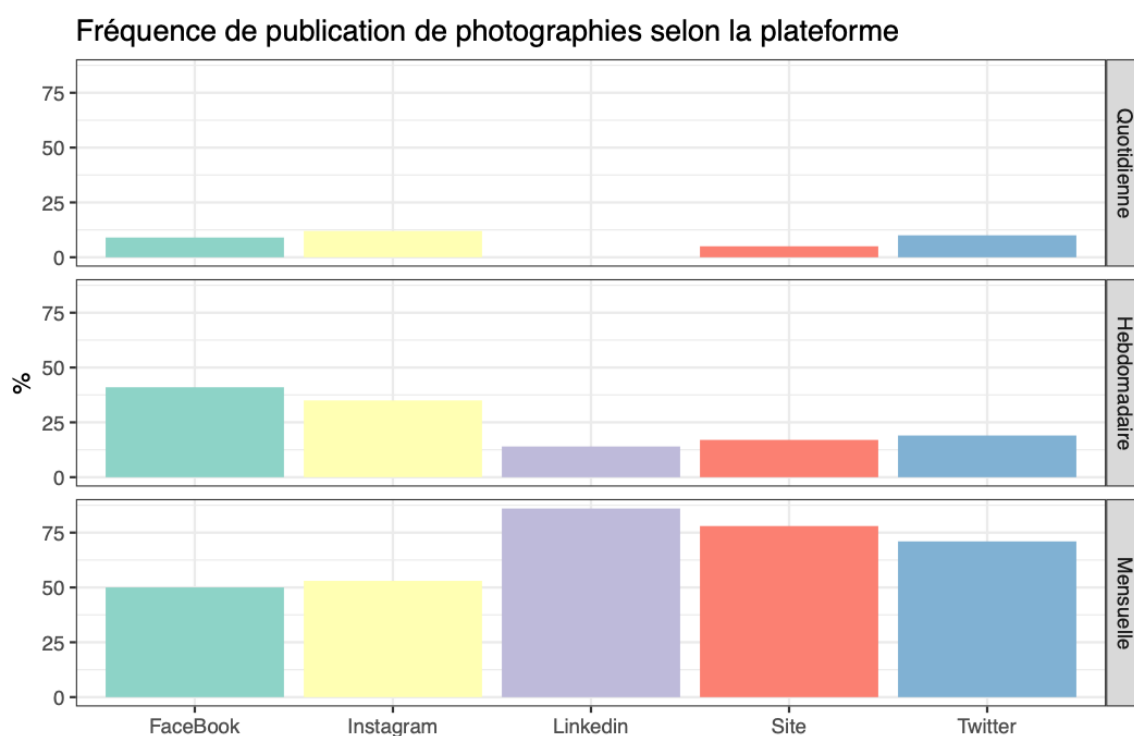 Fréquence de publication de photographies selon la plateforme
75
50
25
0
Quotidienne
75
50
25
0
Hebdomadaire
%
75
50
25
0
Mensuelle
FaceBook Instagram Linkedin Site Twitter